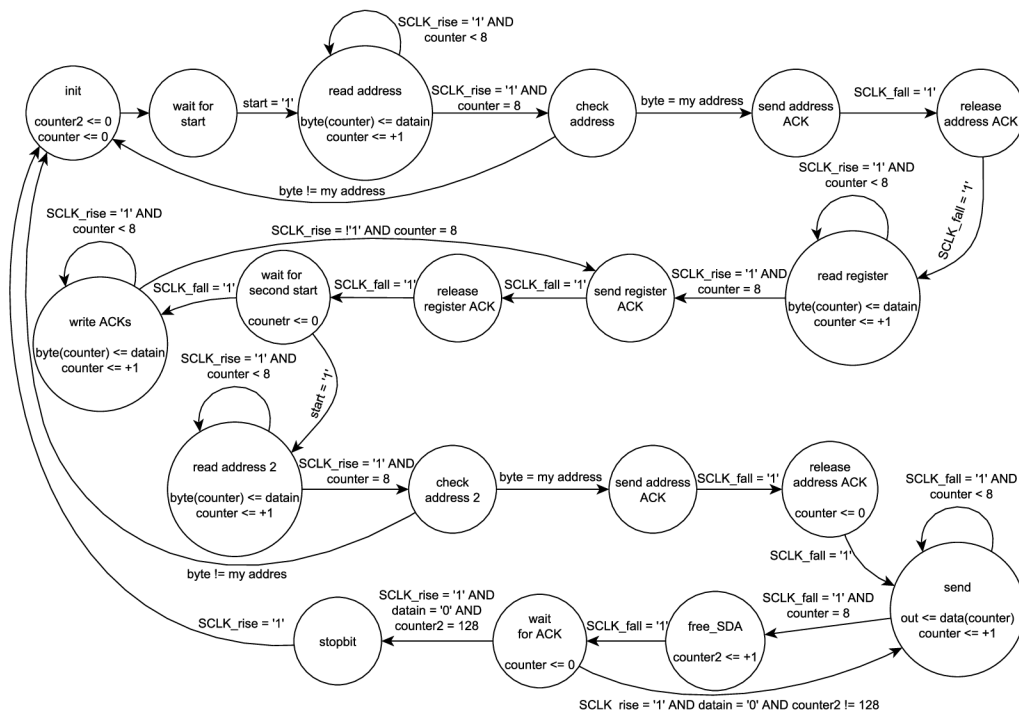 SCLK_rise = '1' AND
counter < 8
init
counter2 <= 0
counter <= 0
wait for
start
start = '1'
read address
byte(counter) <= datain
counter <= +1
SCLK_rise = '1' AND
counter = 8
check
address
byte = my address
send address
ACK
SCLK_fall = '1'
release
address ACK
byte != my address
SCLK_rise = '1' AND
counter < 8
SCLK_fall = '1'
SCLK_rise = '1' AND
counter < 8
SCLK_rise = !'1' AND counter = 8
write ACKs
byte(counter) <= datain
counter <= +1
SCLK_fall = '1'
wait for
second start
counetr <= 0
SCLK_fall = '1'
release
register ACK
SCLK_fall = '1'
send register
ACK
SCLK_rise = '1' AND
counter = 8
read register
byte(counter) <= datain
counter <= +1
start = '1'
SCLK_rise = '1' AND
counter < 8
read address 2
byte(counter) <= datain
counter <= +1
SCLK_rise = '1' AND
counter = 8
check
address 2
byte = my address
send address
ACK
SCLK_fall = '1'
release
address ACK
counter <= 0
SCLK_fall = '1' AND
counter < 8
byte != my addres
SCLK_fall = '1'
send
out <= data(counter)
counter <= +1
SCLK_fall = '1' AND
counter = 8
free_SDA
counter2 <= +1
SCLK_fall = '1'
wait
for ACK
counter <= 0
SCLK_rise = '1' AND
datain = '0' AND
counter2 = 128
stopbit
SCLK_rise = '1'
SCLK_rise = '1' AND datain = '0' AND counter2 != 128